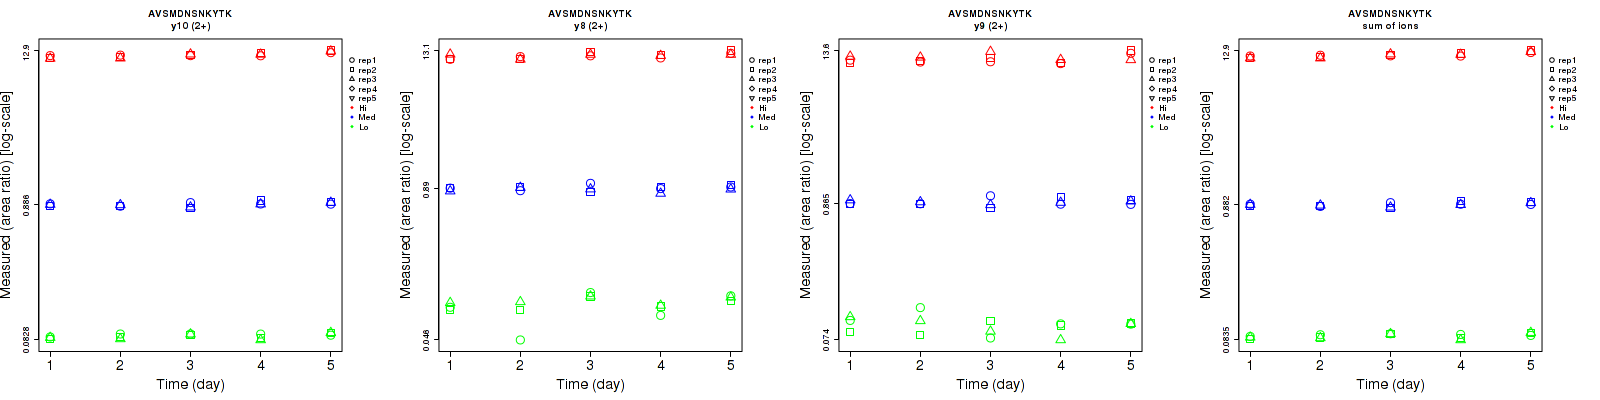 AVSMDNSNKYTK
y10 (2+)
Measured (area ratio) [log-scale]
12.9
0.886
0.0828
1 2 3 4 5
Time (day)
rep1
rep2
rep3
rep4
rep5
Hi
Med
Lo
AVSMDNSNKYTK
y8 (2+)
Measured (area ratio) [log-scale]
13.1
0.89
0.046
1 2 3 4 5
Time (day)
rep1
rep2
rep3
rep4
rep5
Hi
Med
Lo
AVSMDNSNKYTK
y9 (2+)
Measured (area ratio) [log-scale]
13.6
0.865
0.074
1 2 3 4 5
Time (day)
rep1
rep2
rep3
rep4
rep5
Hi
Med
Lo
AVSMDNSNKYTK
sum of ions
Measured (area ratio) [log-scale]
12.9
0.882
0.0835
1 2 3 4 5
Time (day)
rep1
rep2
rep3
rep4
rep5
Hi
Med
Lo